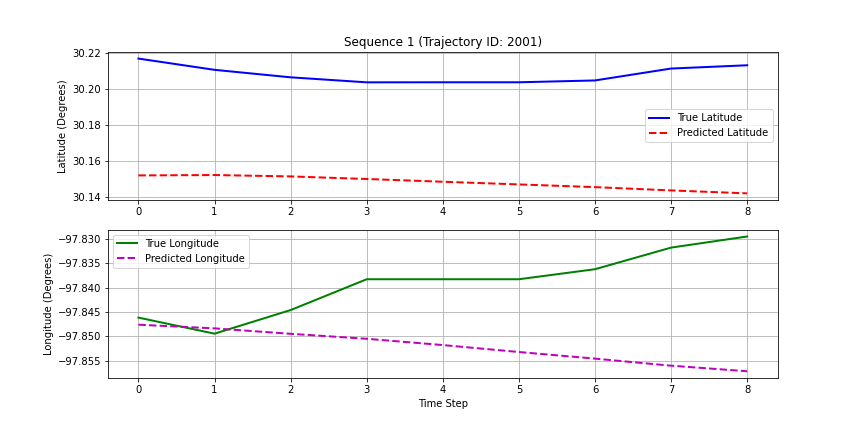 Sequence 1 (Trajectory ID: 2001)
Latitude (Degrees)
30.22
30.20
30.18
30.16
30.14
True Latitude
Predicted Latitude
0 1 2 3 4 5 6 7 8
Longitude (Degrees)
−97.830
−97.835
−97.840
−97.845
−97.850
−97.855
True Longitude
Predicted Longitude
0 1 2 3 4 5 6 7 8
Time Step